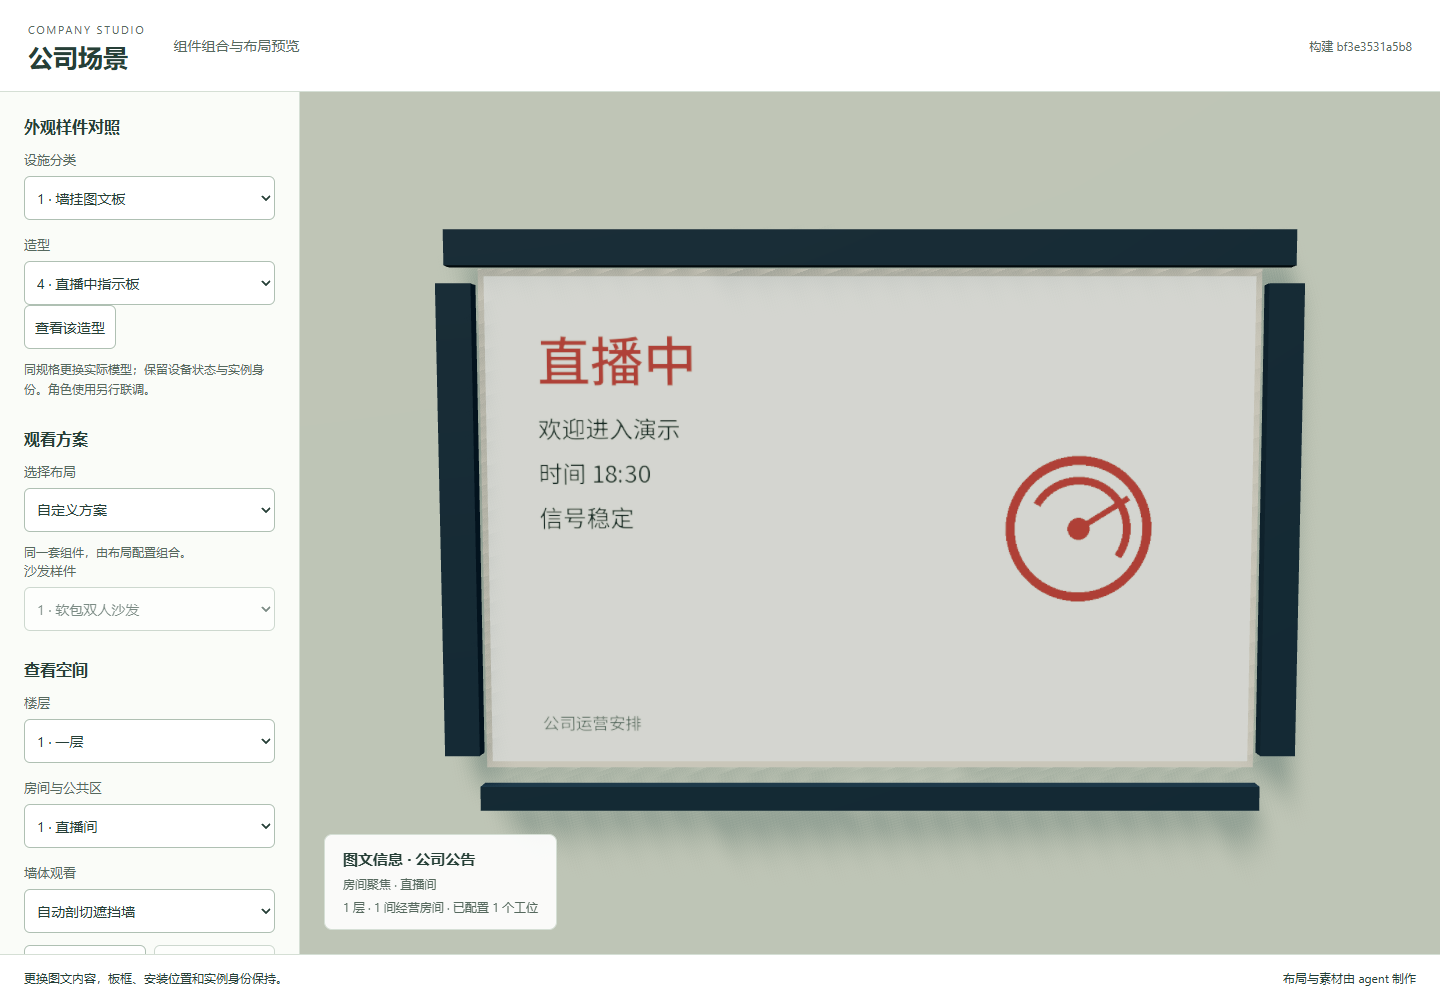 COMPANY STUDIO
公司场景
组件组合与布局预览
构建 bf3e3531a5b8
外观样件对照
设施分类
1 · 墙挂图文板
造型
4 · 直播中指示板
查看该造型
同规格更换实际模型；保留设备状态与实例身
份。角色使用另行联调。
观看方案
选择布局
自定义方案
同一套组件，由布局配置组合。
沙发样件
1 · 软包双人沙发
查看空间
楼层
1 · 一层
房间与公共区
1 · 直播间
墙体观看
自动剖切遮挡墙
直播中
欢迎进入演示
时间 18:30
信号稳定
公司运营安排
图文信息 · 公司公告
房间聚焦 · 直播间
1 层 · 1 间经营房间 · 已配置 1 个工位
更换图文内容，板框、安装位置和实例身份保持。
布局与素材由 agent 制作